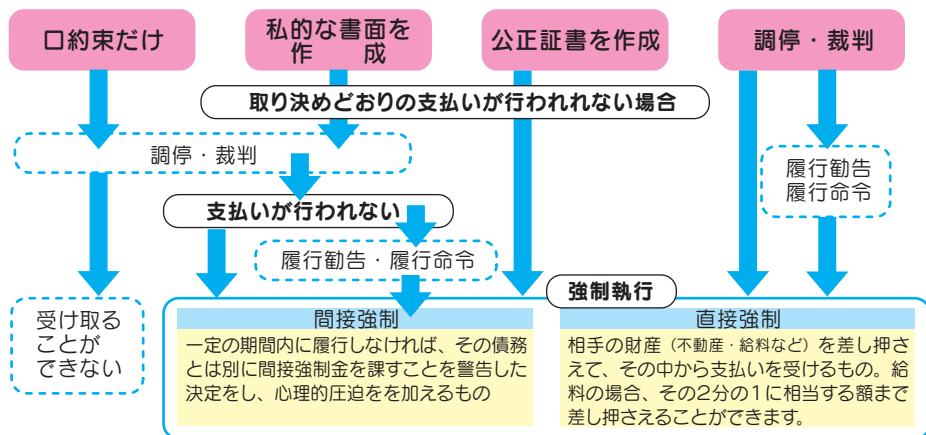 口約束だけ
私的な書面を
作　　成
公正証書を作成
調停・裁判
取り決めどおりの支払いが行われれない場合
調停・裁判
履行勧告
履行命令
支払いが行われない
履行勧告・履行命令
強制執行
受け取る
ことが
できない
間接強制
一定の期間内に履行しなければ、その債務
とは別に間接強制金を課すことを警告した
決定をし、心理的圧迫をを加えるもの
直接強制
相手の財産（不動産・給料など）を差し押さ
えて、その中から支払いを受けるもの。給
料の場合、その2分の1に相当する額まで
差し押さえることができます。